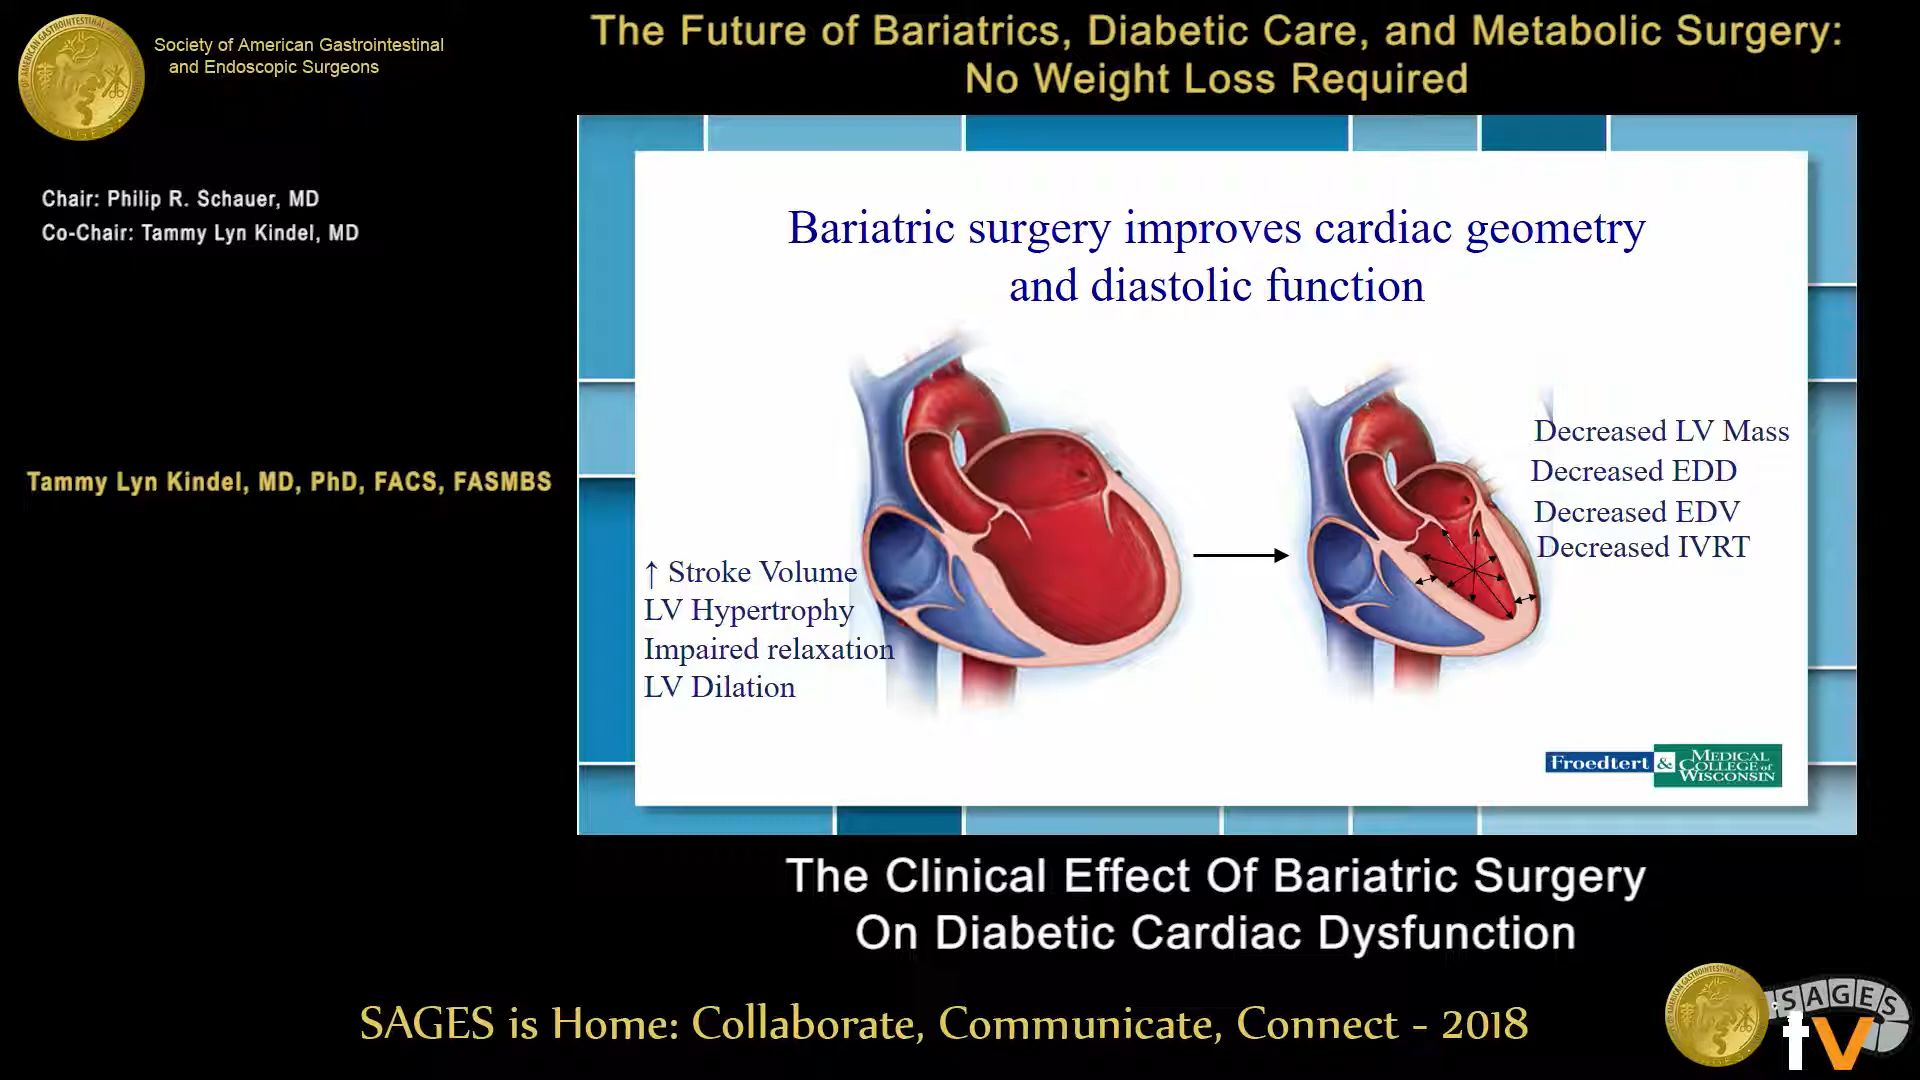 Society of American Gastrointestinal
and Endoscopic Surgeons
The Future of Bariatrics, Diabetic Care, and Metabolic Surgery:
No Weight Loss Required
Chair: Philip R. Schauer, MD
Co-Chair: Tammy Lyn Kindel, MD
Tammy Lyn Kindel, MD, PhD, FACS, FASMBS
Bariatric surgery improves cardiac geometry
and diastolic function
↑ Stroke Volume
LV Hypertrophy
Impaired relaxation
LV Dilation
Decreased LV Mass
Decreased EDD
Decreased EDV
Decreased IVRT
Froedtert &
MEDICAL
COLLEGE of
WISCONSIN
The Clinical Effect Of Bariatric Surgery
On Diabetic Cardiac Dysfunction
SAGES is Home: Collaborate, Communicate, Connect - 2018
SAGES
tv